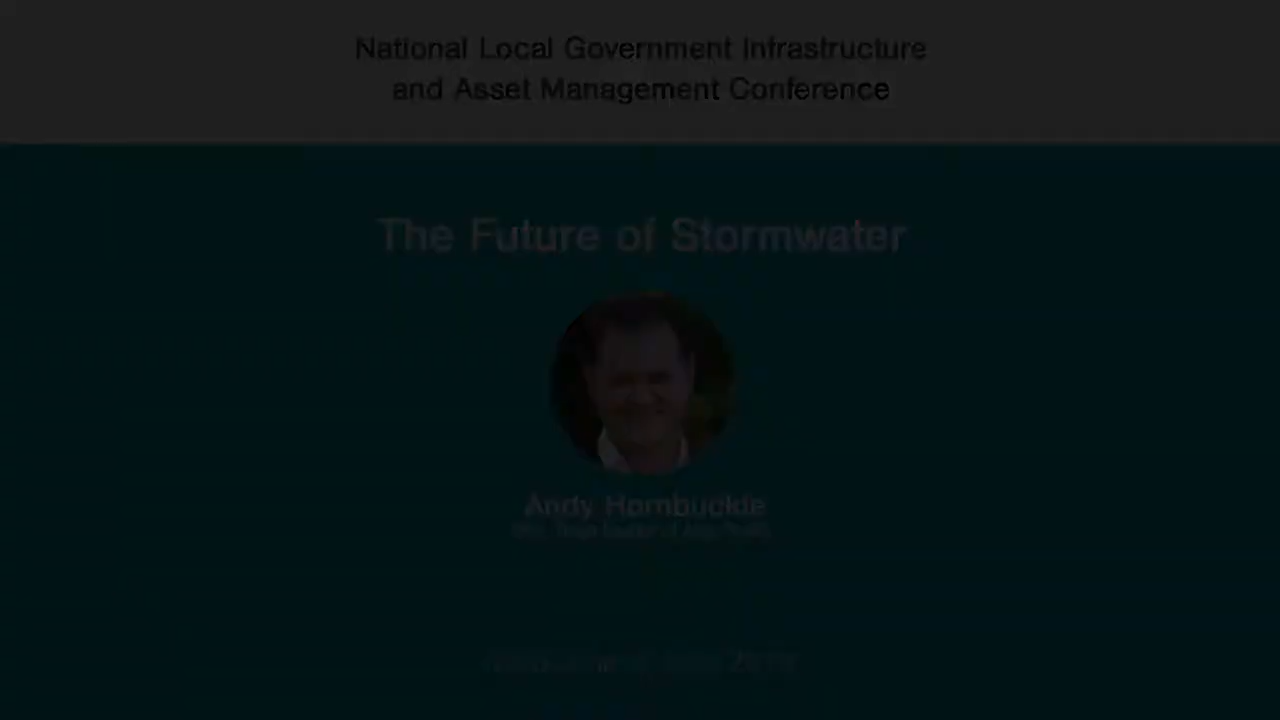 National Local Government Infrastructure
and Asset Management Conference
The Future of Stormwater
Andy Hornbuckle